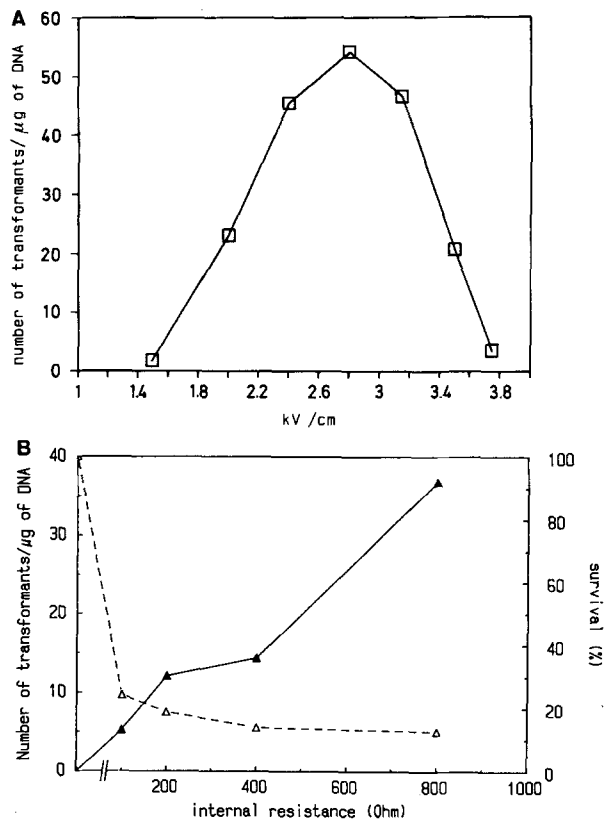 A
number of transformants/µg of DNA
60
50
40
30
20
10
0
1 1.4 1.8 2.2 2.6 3 3.4 3.8
kV /cm
B
Number of transformants/µg of DNA
40
30
20
10
0
200 400 600 800 1000
internal resistance (Ohm)
100
80
60
40
20
0
survival (%)